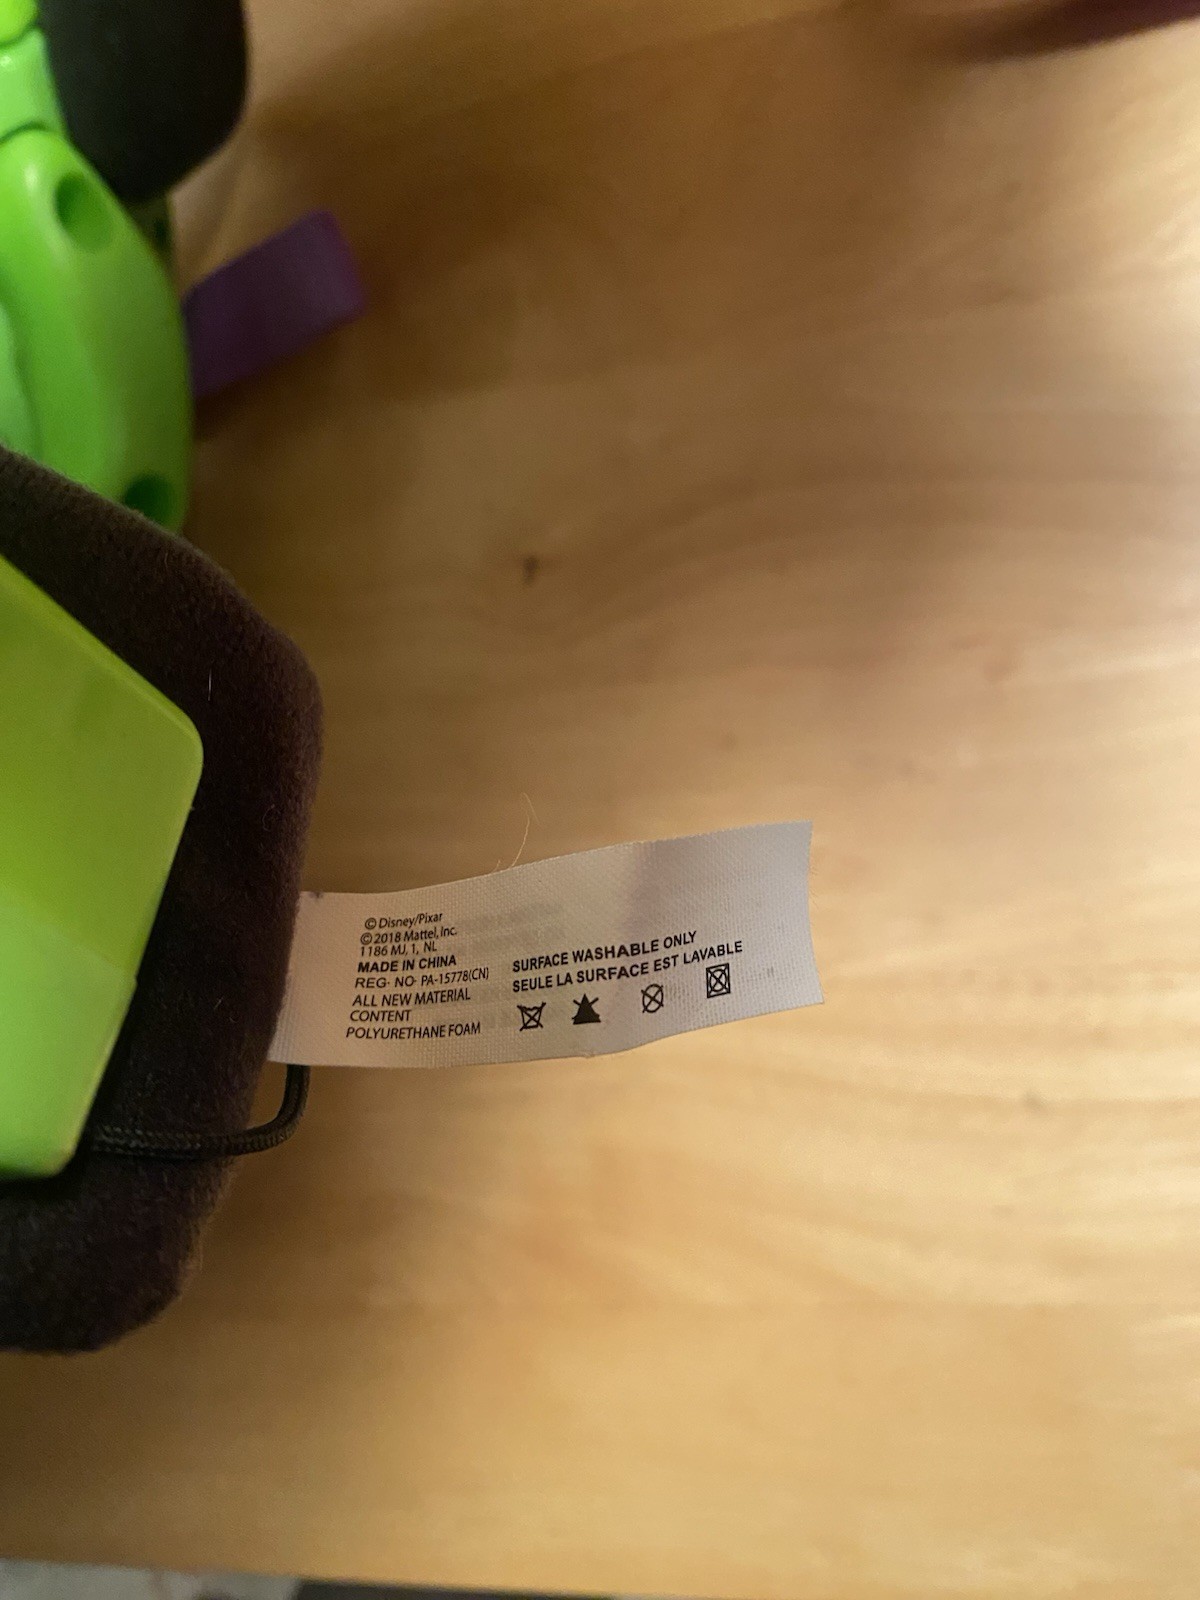 © Disney/Pixar
© 2018 Mattel, Inc.
1186 MJ, 1, NL
MADE IN CHINA
REG. NO. PA-15778(CN)
ALL NEW MATERIAL
CONTENT
POLYURETHANE FOAM
SURFACE WASHABLE ONLY
SEULE LA SURFACE EST LAVABLE